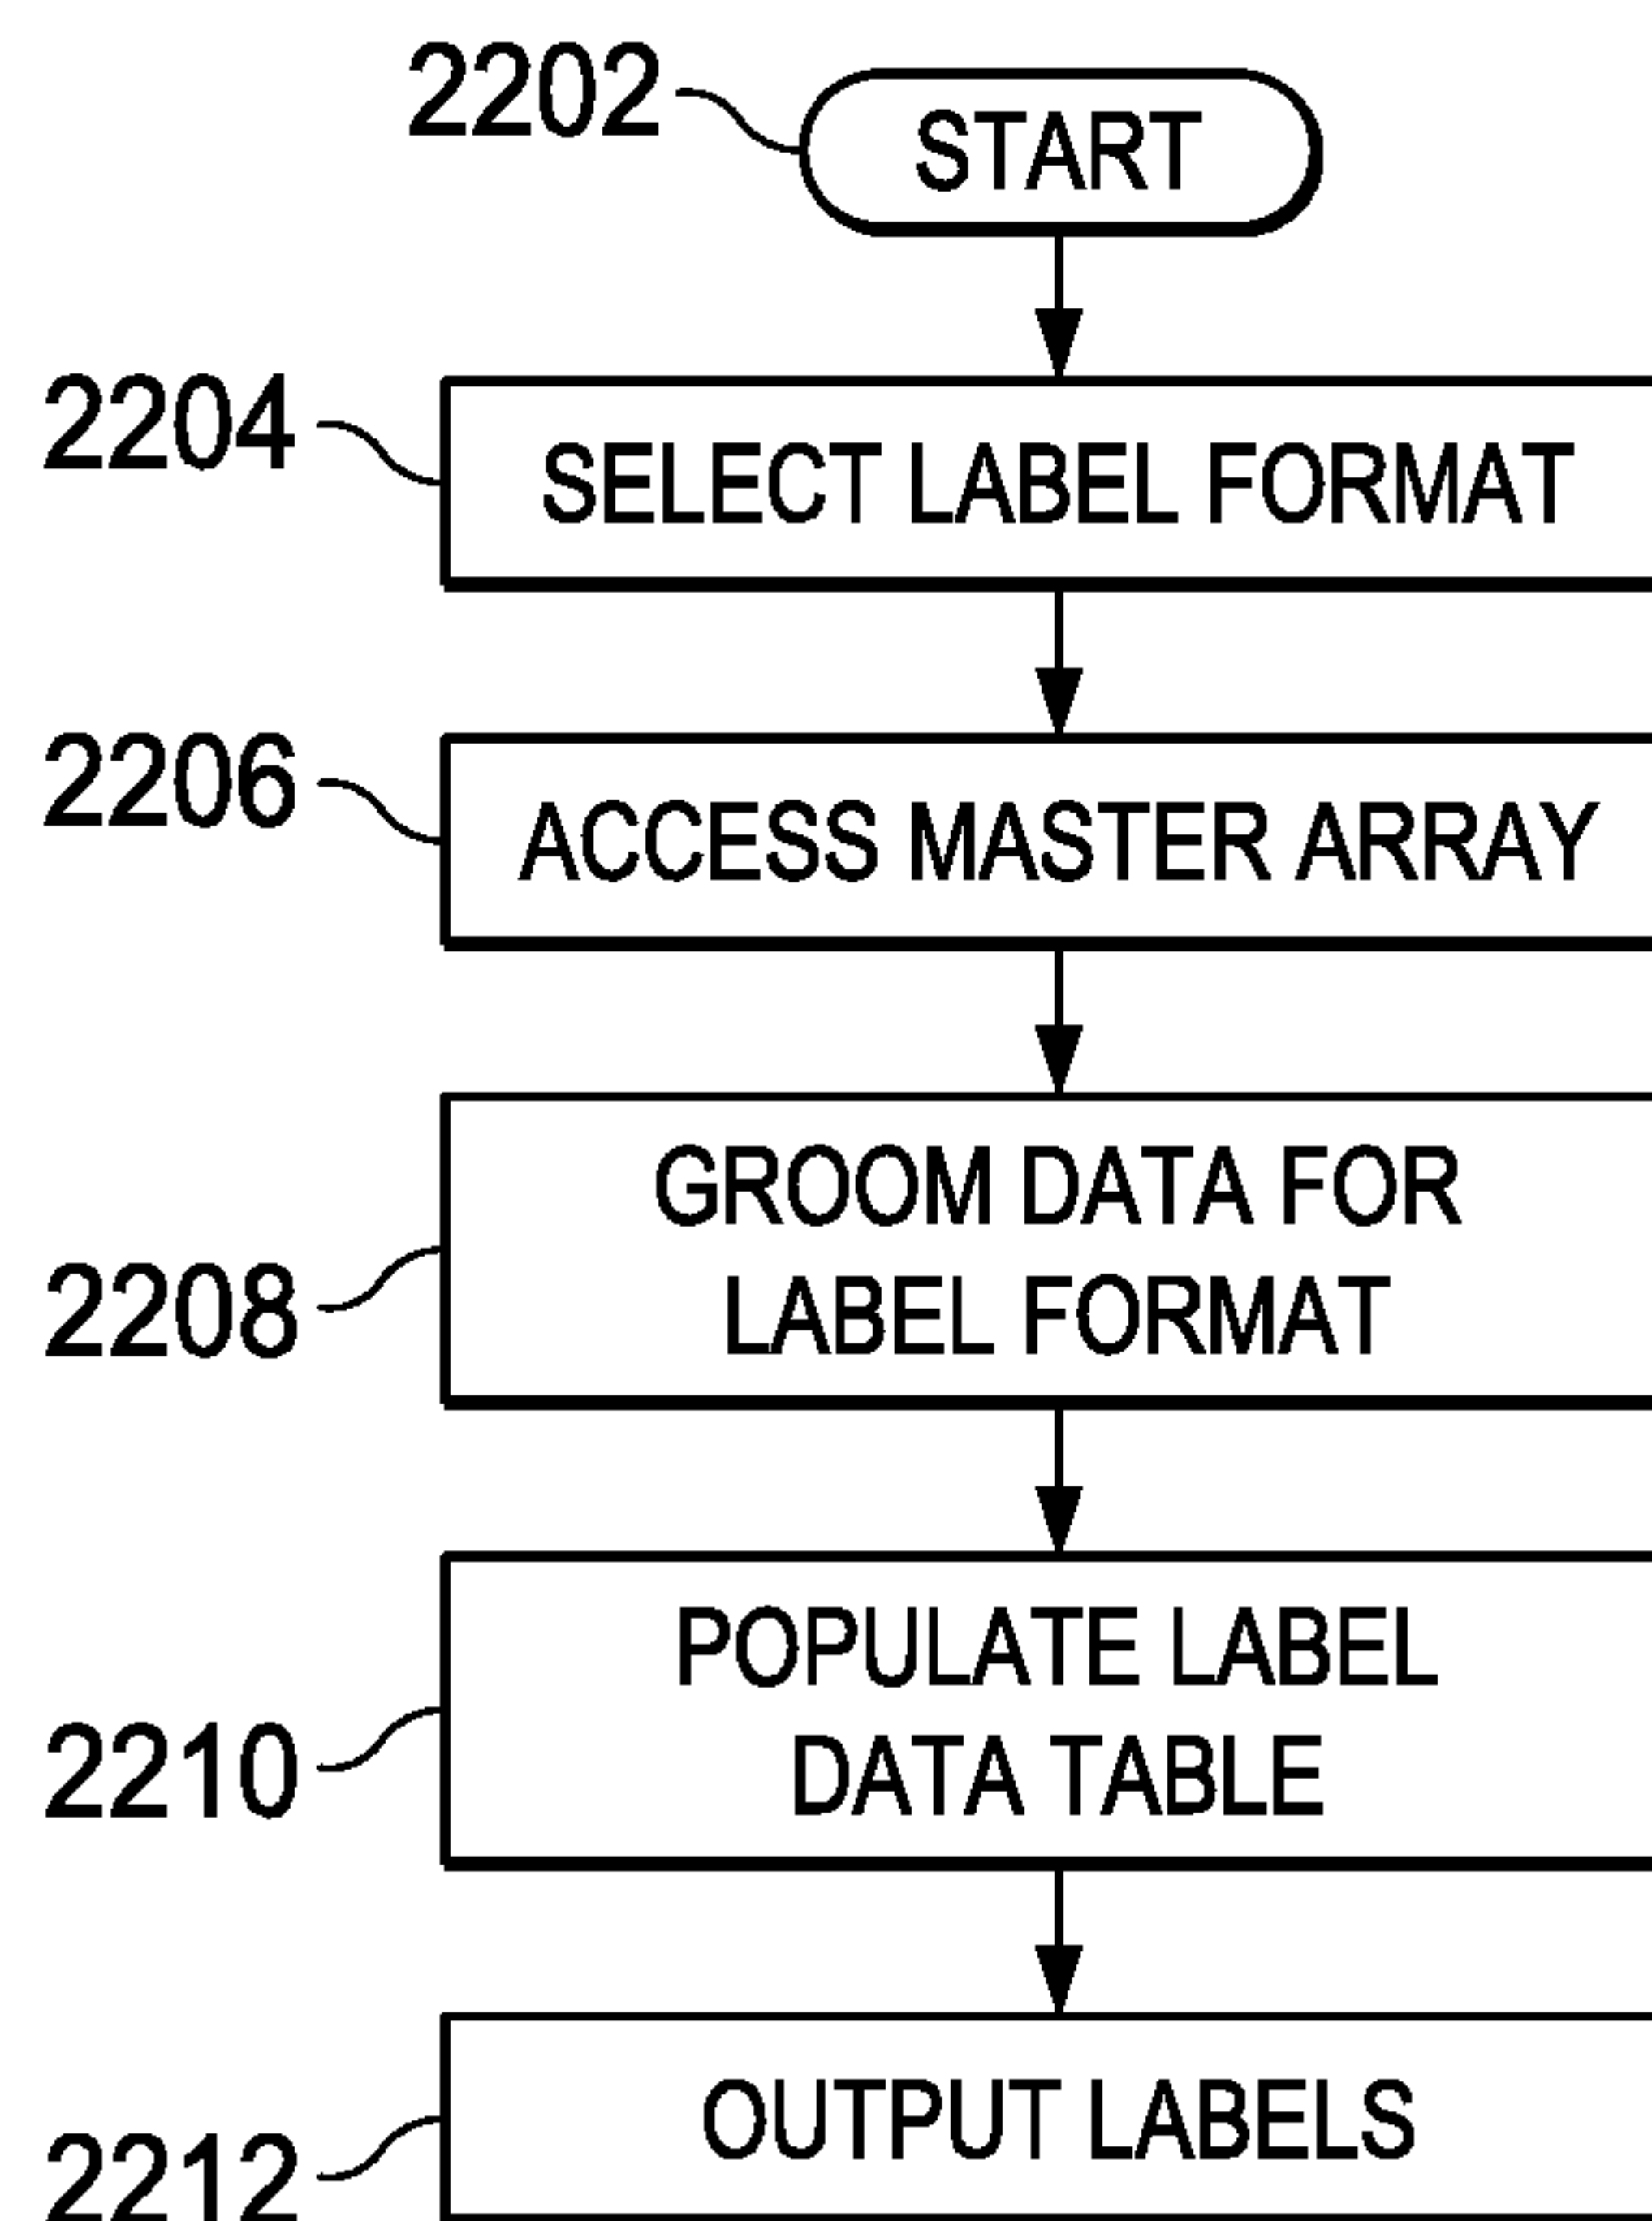 2202
START
2204
SELECT LABEL FORMAT
2206
ACCESS MASTER ARRAY
GROOM DATA FOR
LABEL FORMAT
2208
POPULATE LABEL
DATA TABLE
2210
OUTPUT LABELS
2212